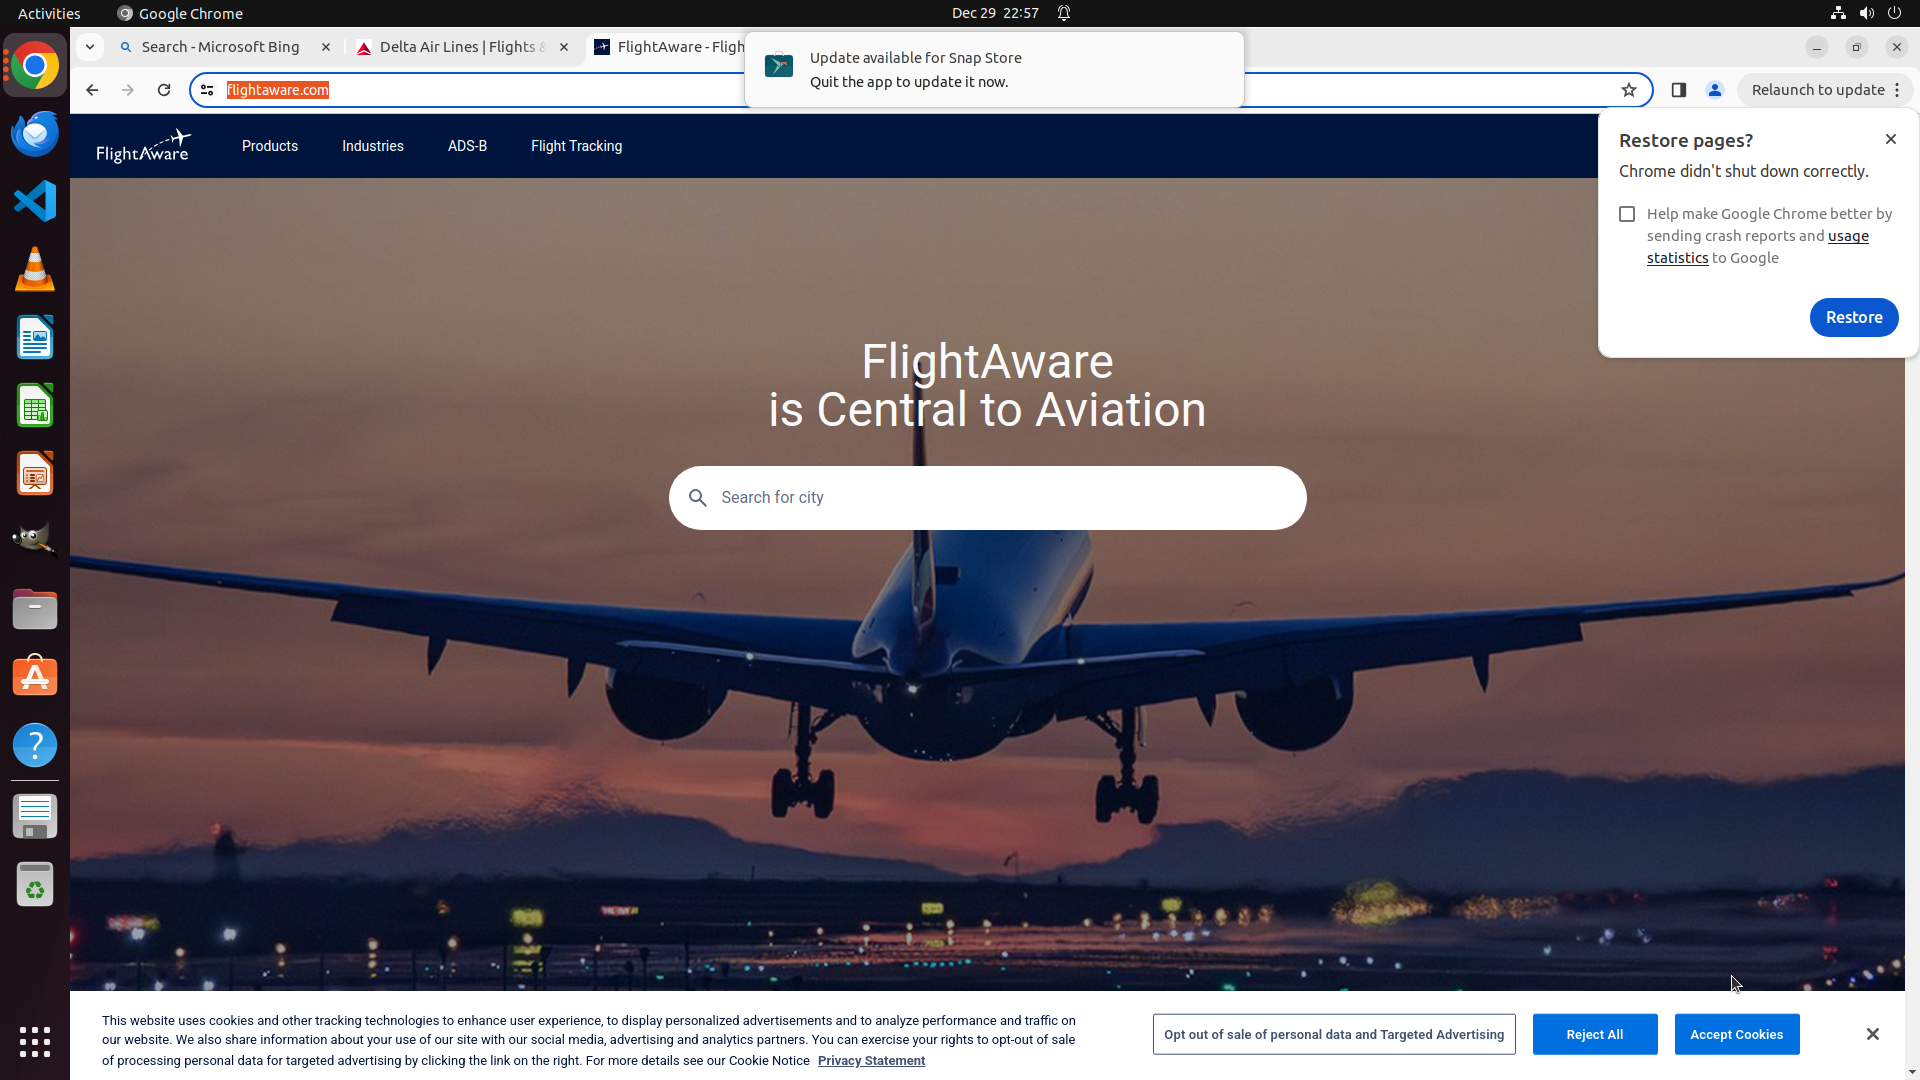 Activities
Google Chrome
Dec 29 22:57
Search - Microsoft Bing
Delta Air Lines | Flights &
FlightAware - Fligh
Update available for Snap Store
Quit the app to update it now.
flightaware.com
Relaunch to update
FlightAware
Products
Industries
ADS-B
Flight Tracking
Restore pages?
Chrome didn't shut down correctly.
Help make Google Chrome better by
sending crash reports and usage
statistics to Google
Restore
FlightAware
is Central to Aviation
Search for city
This website uses cookies and other tracking technologies to enhance user experience, to display personalized advertisements and to analyze performance and traffic on
our website. We also share information about your use of our site with our social media, advertising and analytics partners. You can exercise your rights to opt-out of sale
of processing personal data for targeted advertising by clicking the link on the right. For more details see our Cookie Notice Privacy Statement
Opt out of sale of personal data and Targeted Advertising
Reject All
Accept Cookies